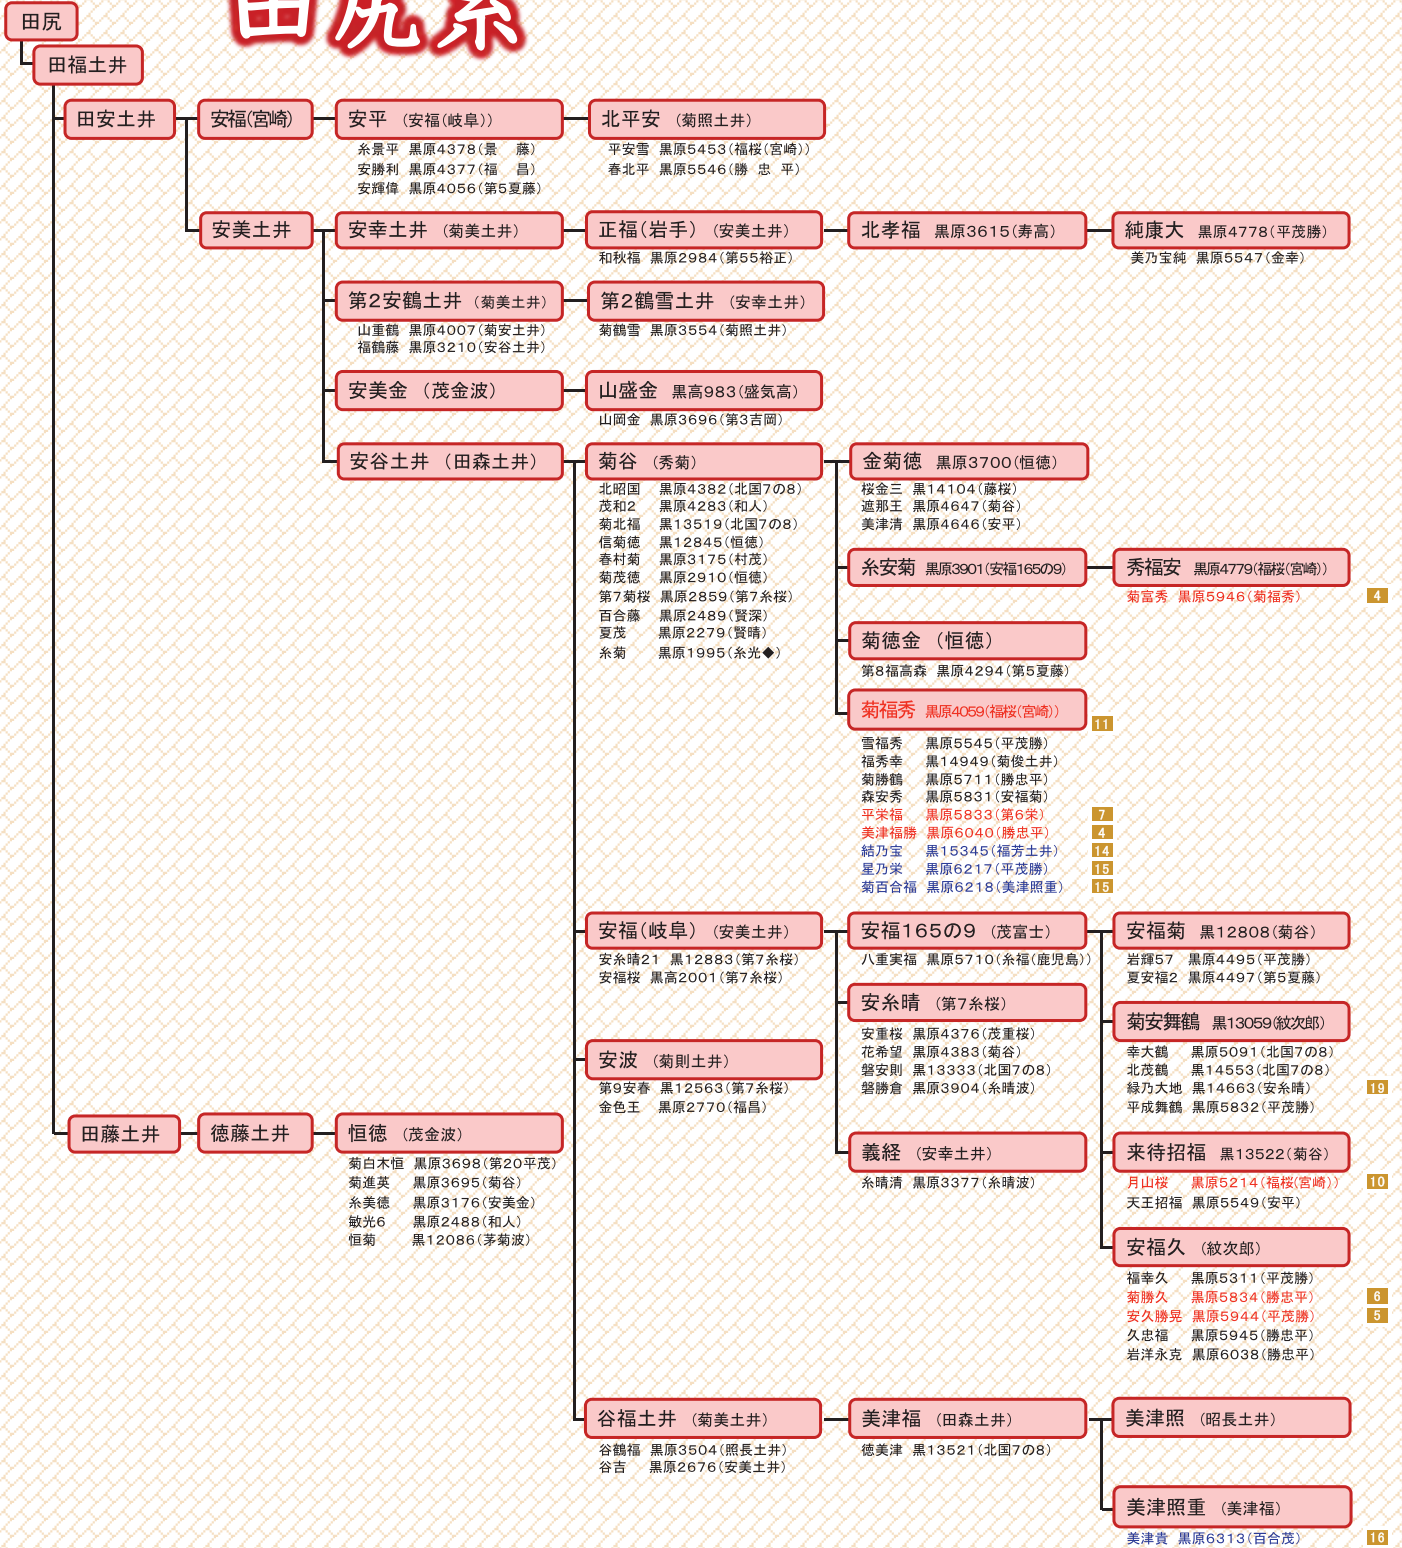 田尻系
田尻
田福土井
田安土井
安福(宮崎)
安平 (安福(岐阜))
糸景平 黒原4378(景 藤)
安勝利 黒原4377(福 昌)
安輝偉 黒原4056(第5夏藤)
北平安 (菊照土井)
平安雪 黒原5453(福桜(宮崎))
春北平 黒原5546(勝 忠 平)
安美土井
安幸土井 (菊美土井)
正福(岩手) (安美土井)
和秋福 黒原2984(第55裕正)
北孝福 黒原3615(寿高)
純康大 黒原4778(平茂勝)
美乃宝純 黒原5547(金幸)
第2安鶴土井 (菊美土井)
山重鶴 黒原4007(菊安土井)
福鶴藤 黒原3210(安谷土井)
第2鶴雪土井 (安幸土井)
菊鶴雪 黒原3554(菊照土井)
安美金 (茂金波)
山盛金 黒高983(盛気高)
山岡金 黒原3696(第3吉岡)
安谷土井 (田森土井)
菊谷 (秀菊)
北昭国 黒原4382(北国7の8)
茂和2 黒原4283(和人)
菊北福 黒13519(北国7の8)
信菊徳 黒12845(恒徳)
春村菊 黒原3175(村茂)
菊茂徳 黒原2910(恒徳)
第7菊桜 黒原2859(第7糸桜)
百合藤 黒原2489(賢深)
夏茂 黒原2279(賢晴)
糸菊 黒原1995(糸光◆)
金菊徳 黒原3700(恒徳)
桜金三 黒14104(藤桜)
遮那王 黒原4647(菊谷)
美津清 黒原4646(安平)
糸安菊 黒原3901(安福165の9)
秀福安 黒原4779(福桜(宮崎))
菊富秀 黒原5946(菊福秀) 4
菊徳金 (恒徳)
第8福高森 黒原4294(第5夏藤)
菊福秀 黒原4059(福桜(宮崎)) 11
雪福秀 黒原5545(平茂勝)
福秀幸 黒14949(菊俊土井)
菊勝鶴 黒原5711(勝忠平)
森安秀 黒原5831(安福菊)
平栄福 黒原5833(第6栄) 7
美津福勝 黒原6040(勝忠平) 4
結乃宝 黒15345(福芳土井) 14
星乃栄 黒原6217(平茂勝) 15
菊百合福 黒原6218(美津照重) 15
安福(岐阜) (安美土井)
安糸晴21 黒12883(第7糸桜)
安福桜 黒高2001(第7糸桜)
安福165の9 (茂富士)
八重実福 黒原5710(糸福(鹿児島))
安福菊 黒12808(菊谷)
岩輝57 黒原4495(平茂勝)
夏安福2 黒原4497(第5夏藤)
安糸晴 (第7糸桜)
安重桜 黒原4376(茂重桜)
花希望 黒原4383(菊谷)
磐安則 黒13333(北国7の8)
磐勝倉 黒原3904(糸晴波)
菊安舞鶴 黒13059(紋次郎)
幸大鶴 黒原5091(北国7の8)
北茂鶴 黒14553(北国7の8)
緑乃大地 黒14663(安糸晴) 19
平成舞鶴 黒原5832(平茂勝)
安波 (菊則土井)
第9安春 黒12563(第7糸桜)
金色王 黒原2770(福昌)
田藤土井
徳藤土井
恒徳 (茂金波)
菊白木恒 黒原3698(第20平茂)
菊進英 黒原3695(菊谷)
糸美徳 黒原3176(安美金)
敏光6 黒原2488(和人)
恒菊 黒12086(茅菊波)
義経 (安幸土井)
糸晴清 黒原3377(糸晴波)
来待招福 黒13522(菊谷)
月山桜 黒原5214(福桜(宮崎)) 10
天王招福 黒原5549(安平)
安福久 (紋次郎)
福幸久 黒原5311(平茂勝)
菊勝久 黒原5834(勝忠平) 6
安久勝晃 黒原5944(平茂勝) 5
久忠福 黒原5945(勝忠平)
岩洋永克 黒原6038(勝忠平)
谷福土井 (菊美土井)
谷鶴福 黒原3504(照長土井)
谷吉 黒原2676(安美土井)
美津福 (田森土井)
徳美津 黒13521(北国7の8)
美津照 (昭長土井)
美津照重 (美津福)
美津貴 黒原6313(百合茂) 16